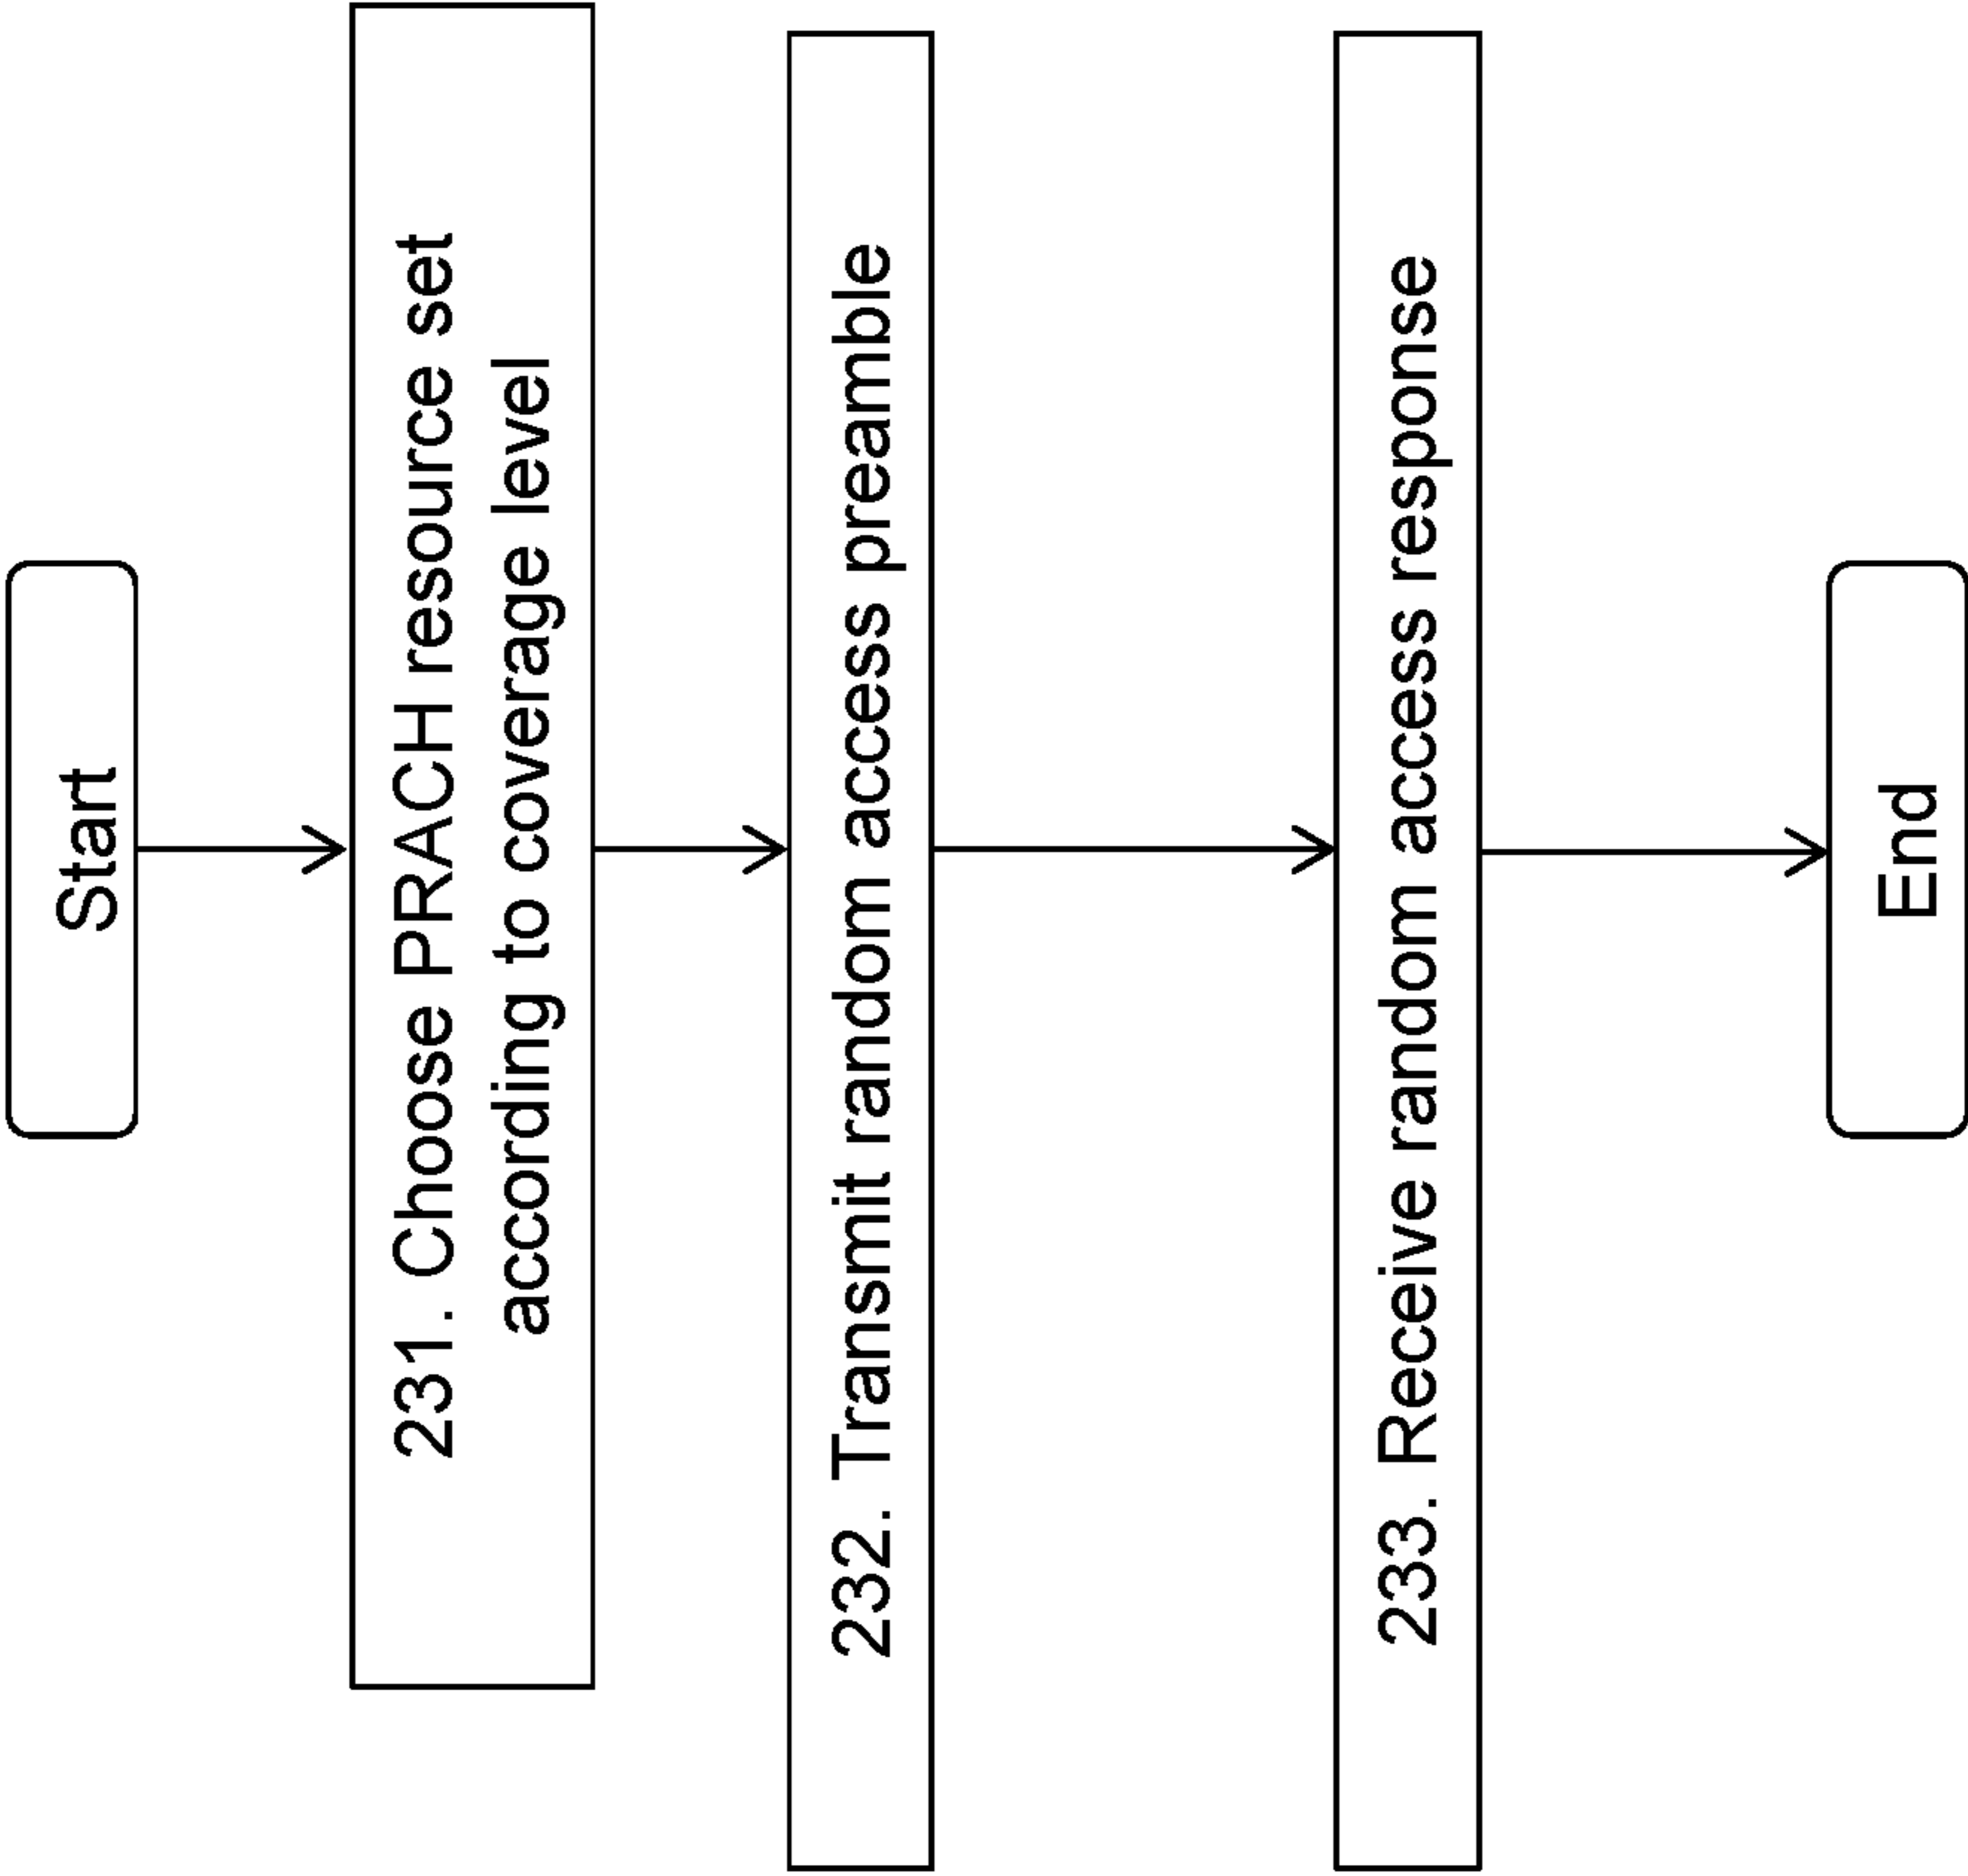 Start
231. Choose PRACH resource set
according to coverage level
232. Transmit random access preamble
233. Receive random access response
End